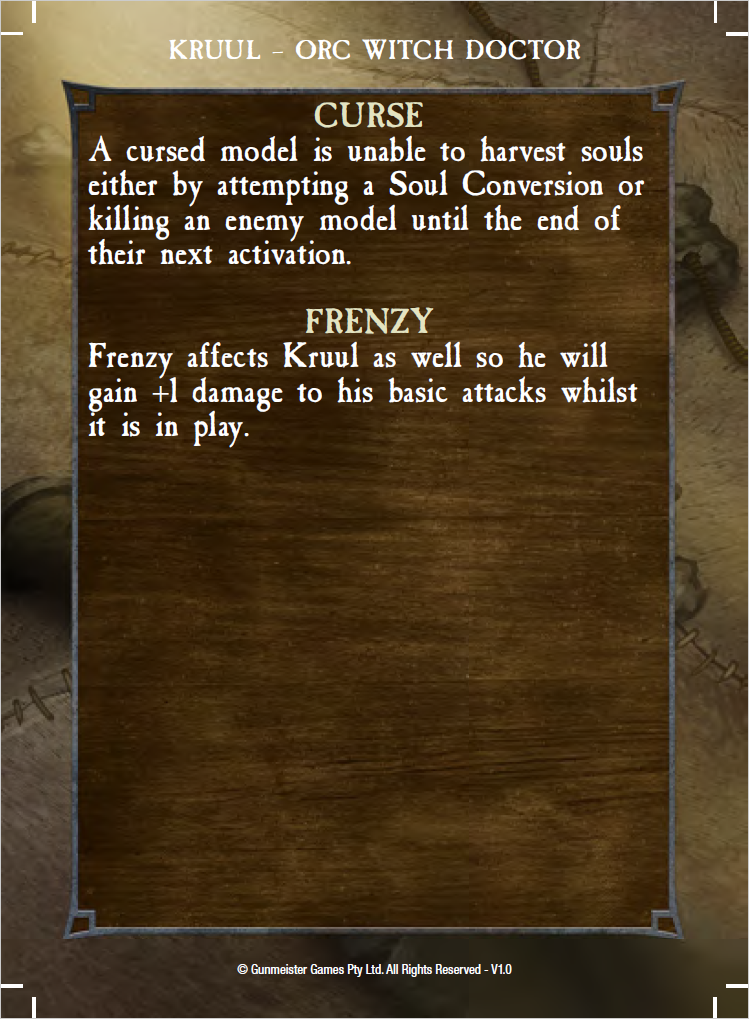 KRUUL – ORC WITCH DOCTOR
CURSE
A cursed model is unable to harvest souls
either by attempting a Soul Conversion or
killing an enemy model until the end of
their next activation.
FRENZY
Frenzy affects Kruul as well so he will
gain +1 damage to his basic attacks whilst
it is in play.
© Gunmeister Games Pty Ltd. All Rights Reserved - V1.0